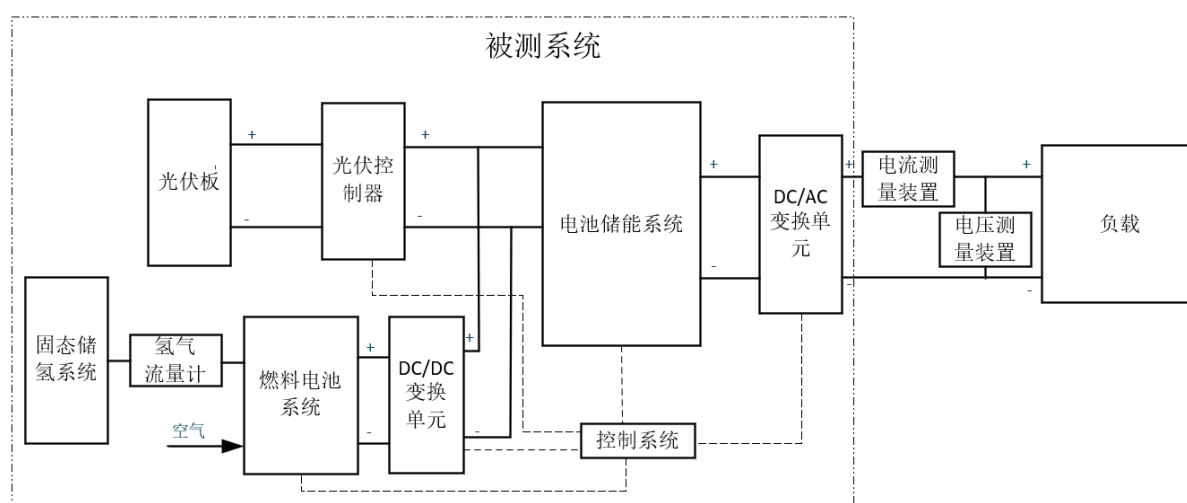 被测系统
光伏板
+
-
光伏控
制器
+
-
电池储能系统
+
-
DC/AC
变换单
元
+
-
电流测
量装置
电压测
量装置
+
-
负载
固态储
氢系统
氢气
流量计
空气
燃料电池
系统
+
-
DC/DC
变换
单元
+
-
控制系统